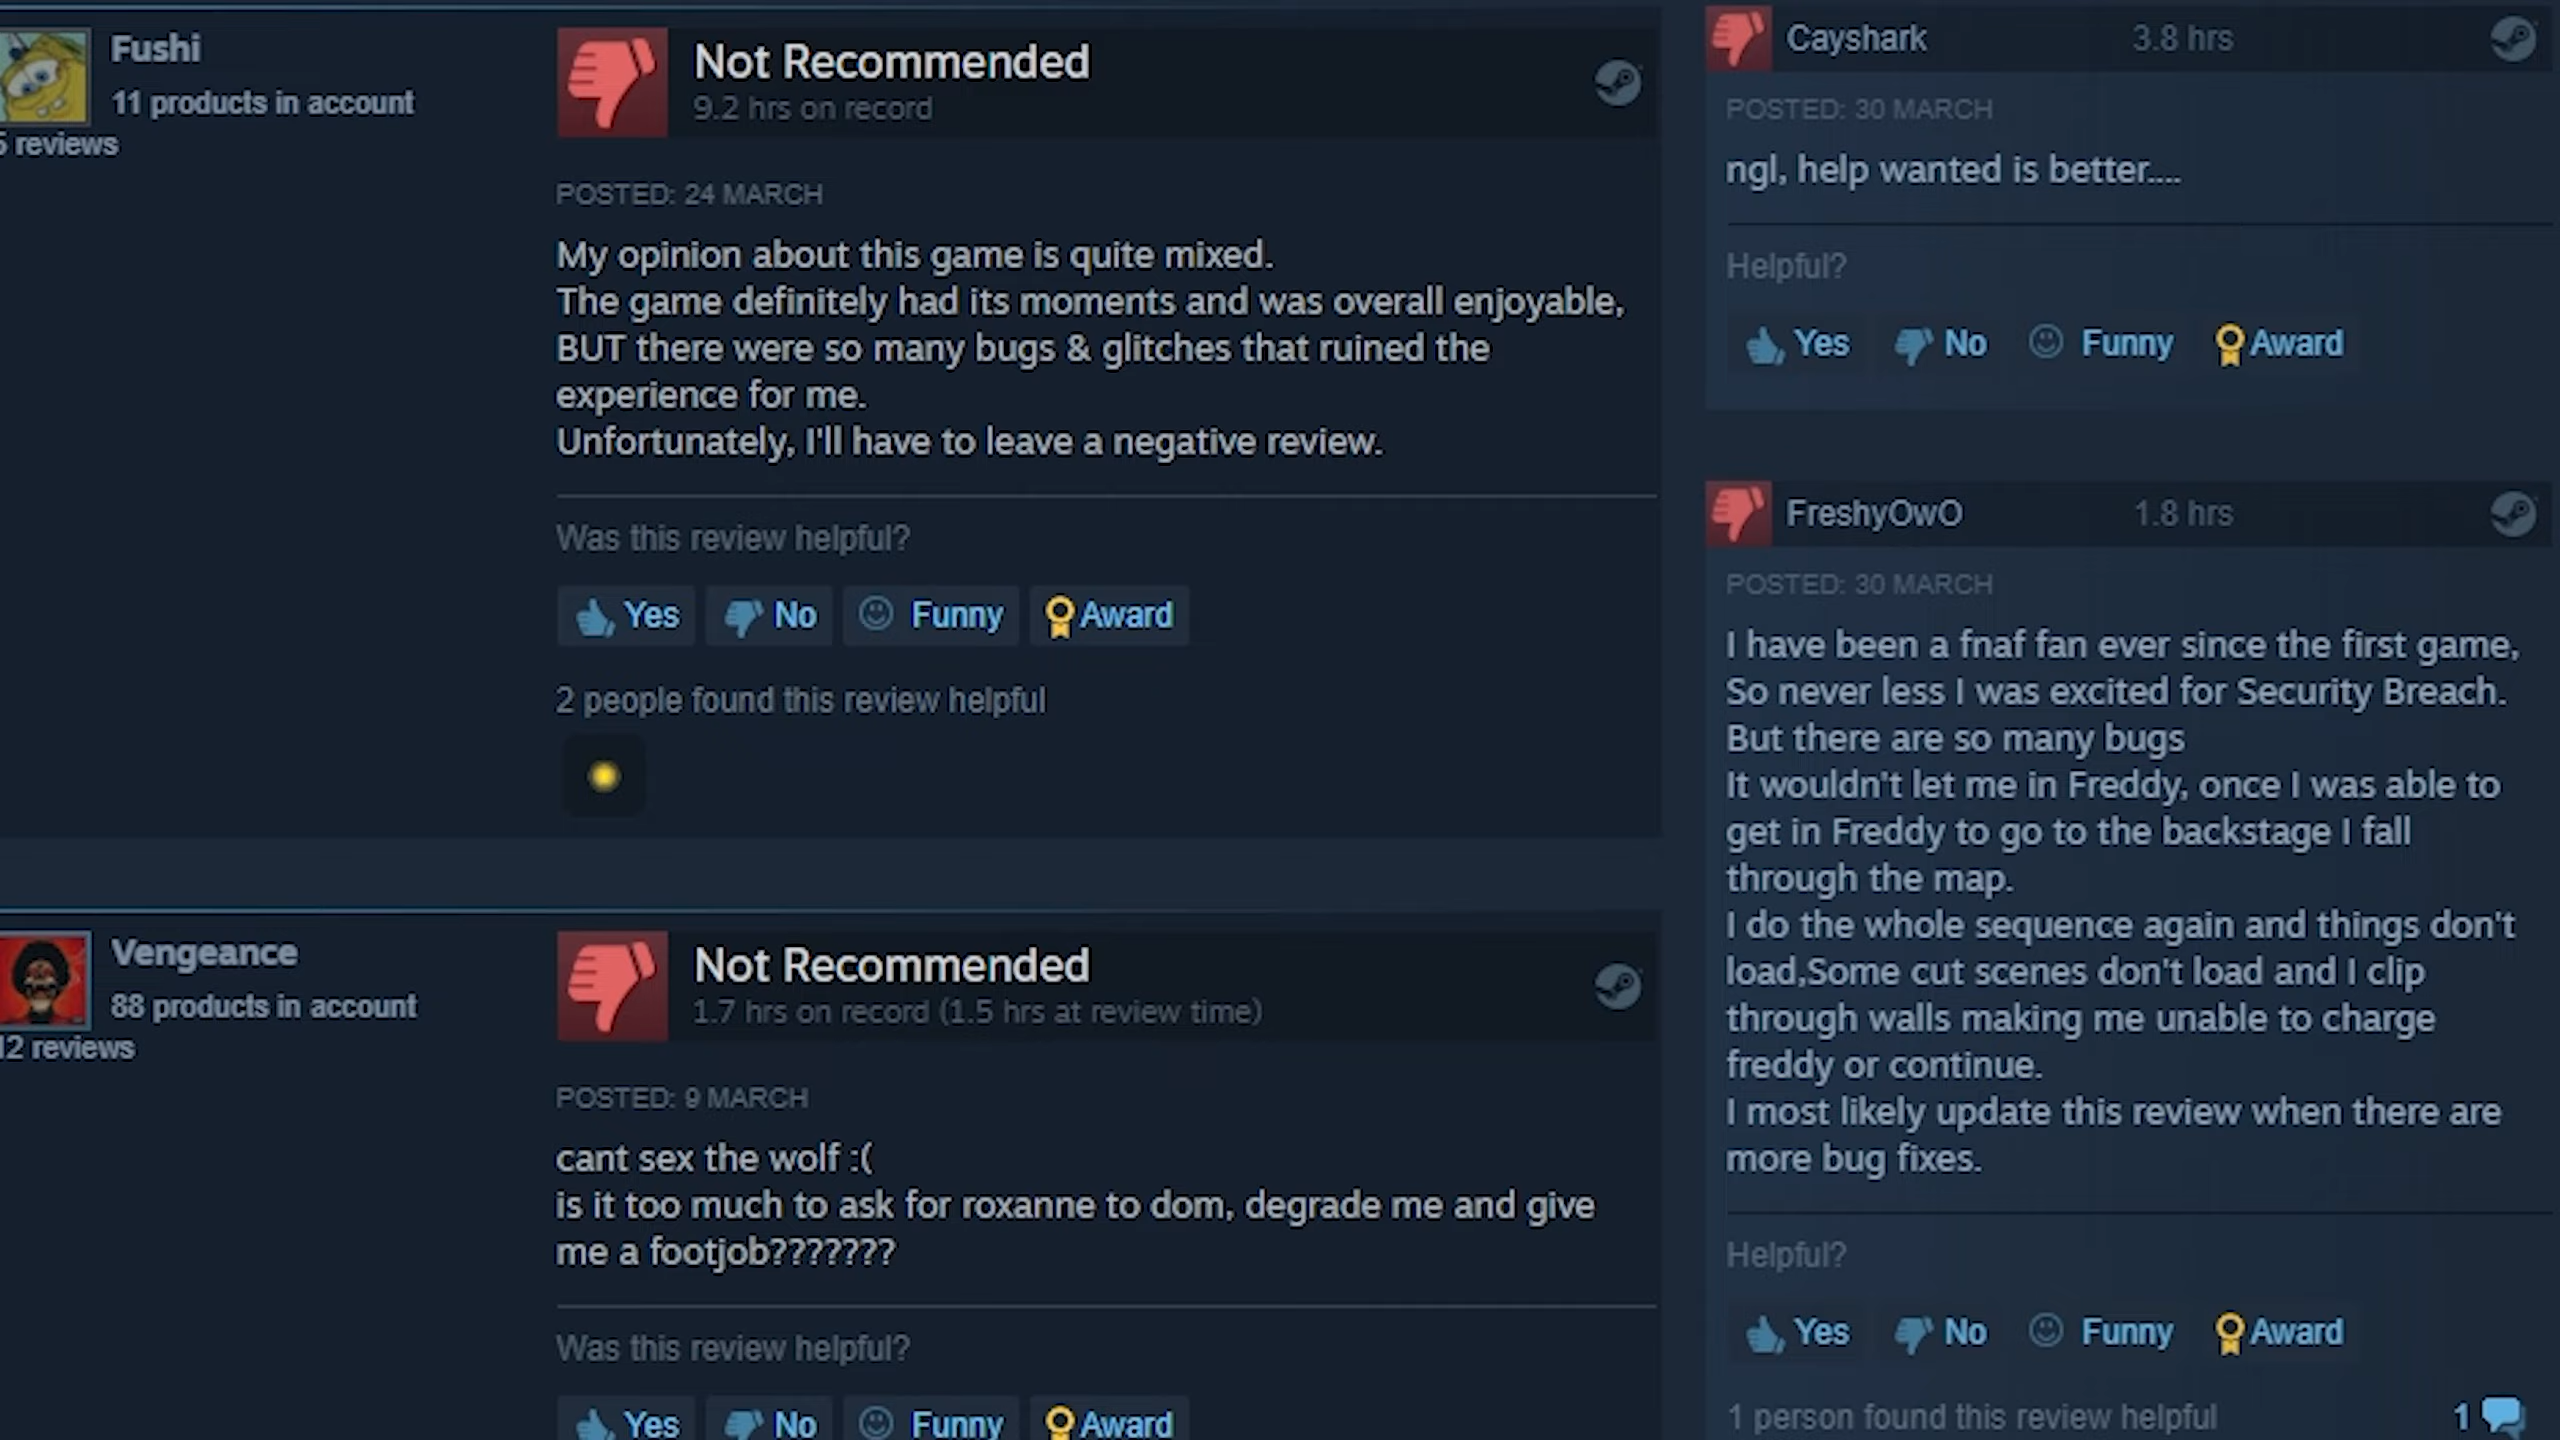 Fushi
11 products in account
5 reviews
Not Recommended
9.2 hrs on record
POSTED: 24 MARCH
My opinion about this game is quite mixed.
The game definitely had its moments and was overall enjoyable,
BUT there were so many bugs & glitches that ruined the
experience for me.
Unfortunately, I'll have to leave a negative review.
Was this review helpful?
Yes No Funny Award
2 people found this review helpful
Vengeance
88 products in account
12 reviews
Not Recommended
1.7 hrs on record (1.5 hrs at review time)
POSTED: 9 MARCH
cant sex the wolf :(
is it too much to ask for roxanne to dom, degrade me and give
me a footjob???????
Was this review helpful?
Yes No Funny Award
Cayshark 3.8 hrs
POSTED: 30 MARCH
ngl, help wanted is better....
Helpful?
Yes No Funny Award
FreshyOwO 1.8 hrs
POSTED: 30 MARCH
I have been a fnaf fan ever since the first game,
So never less I was excited for Security Breach.
But there are so many bugs
It wouldn't let me in Freddy, once I was able to
get in Freddy to go to the backstage I fall
through the map.
I do the whole sequence again and things don't
load,Some cut scenes don't load and I clip
through walls making me unable to charge
freddy or continue.
I most likely update this review when there are
more bug fixes.
Helpful?
Yes No Funny Award
1 person found this review helpful 1